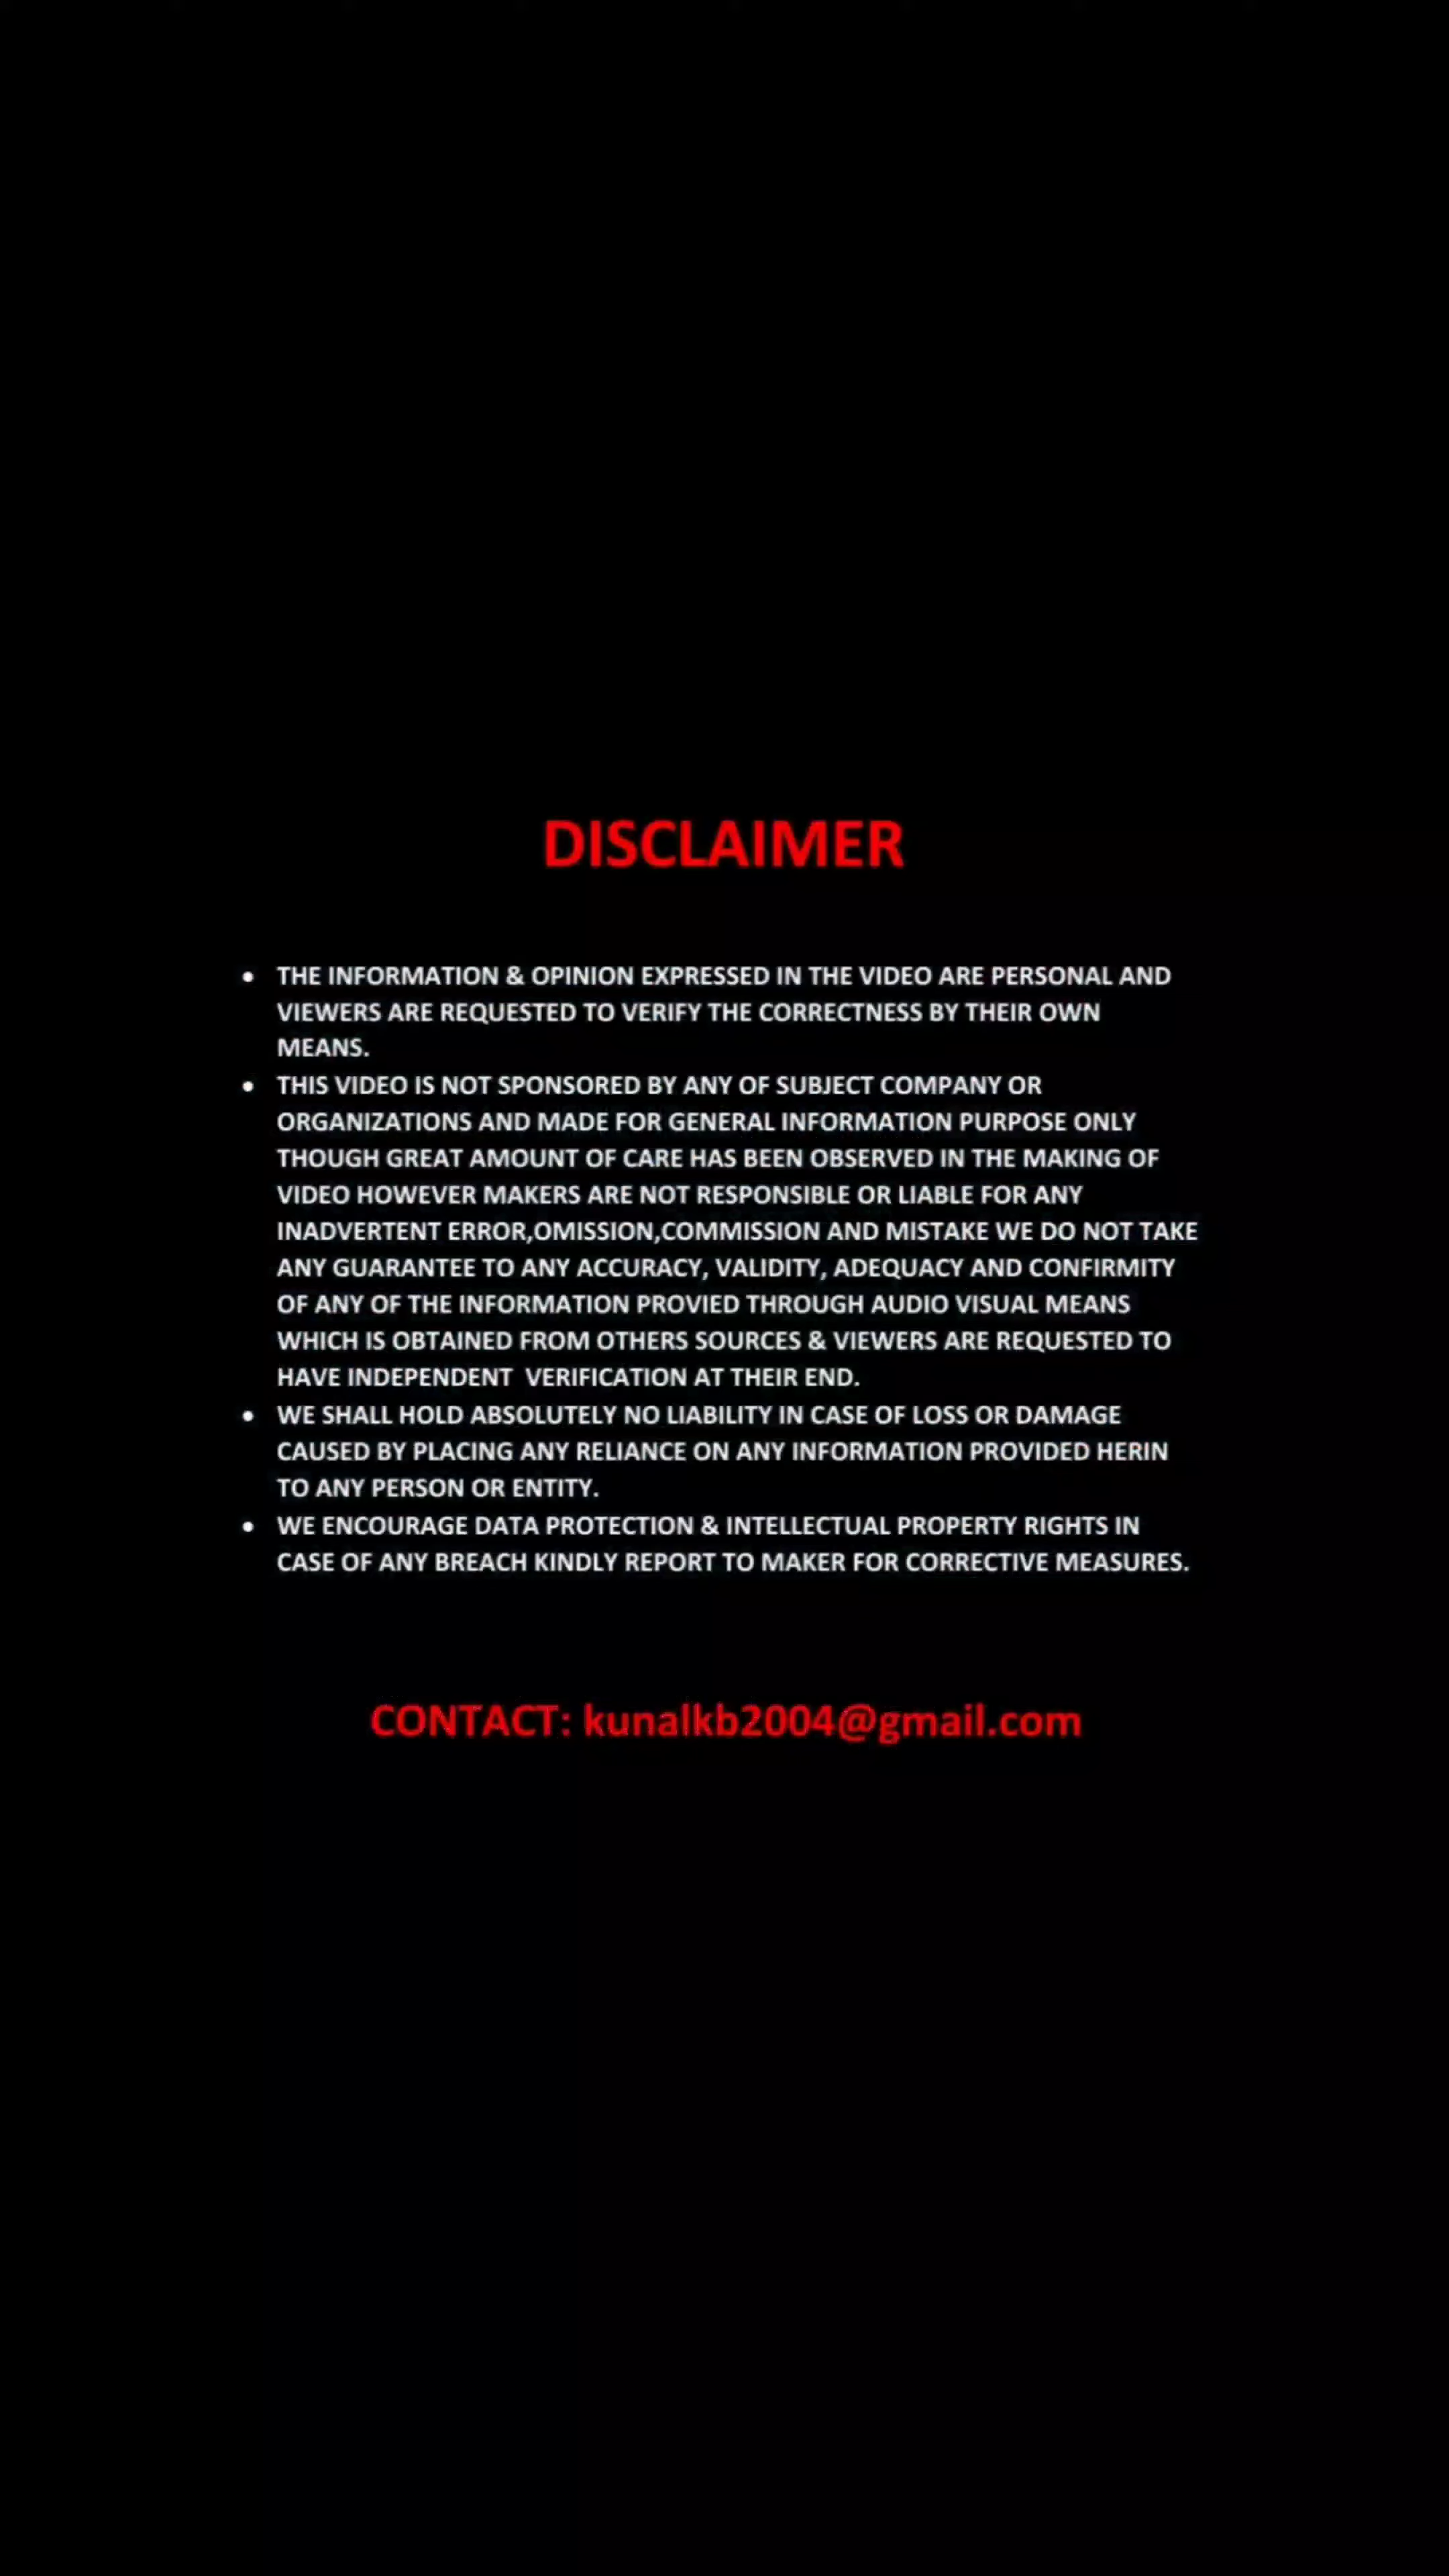 DISCLAIMER
• THE INFORMATION & OPINION EXPRESSED IN THE VIDEO ARE PERSONAL AND
VIEWERS ARE REQUESTED TO VERIFY THE CORRECTNESS BY THEIR OWN
MEANS.
• THIS VIDEO IS NOT SPONSORED BY ANY OF SUBJECT COMPANY OR
ORGANIZATIONS AND MADE FOR GENERAL INFORMATION PURPOSE ONLY
THOUGH GREAT AMOUNT OF CARE HAS BEEN OBSERVED IN THE MAKING OF
VIDEO HOWEVER MAKERS ARE NOT RESPONSIBLE OR LIABLE FOR ANY
INADVERTENT ERROR,OMISSION,COMMISSION AND MISTAKE WE DO NOT TAKE
ANY GUARANTEE TO ANY ACCURACY, VALIDITY, ADEQUACY AND CONFIRMITY
OF ANY OF THE INFORMATION PROVIED THROUGH AUDIO VISUAL MEANS
WHICH IS OBTAINED FROM OTHERS SOURCES & VIEWERS ARE REQUESTED TO
HAVE INDEPENDENT  VERIFICATION AT THEIR END.
• WE SHALL HOLD ABSOLUTELY NO LIABILITY IN CASE OF LOSS OR DAMAGE
CAUSED BY PLACING ANY RELIANCE ON ANY INFORMATION PROVIDED HERIN
TO ANY PERSON OR ENTITY.
• WE ENCOURAGE DATA PROTECTION & INTELLECTUAL PROPERTY RIGHTS IN
CASE OF ANY BREACH KINDLY REPORT TO MAKER FOR CORRECTIVE MEASURES.
CONTACT: kunalkb2004@gmail.com